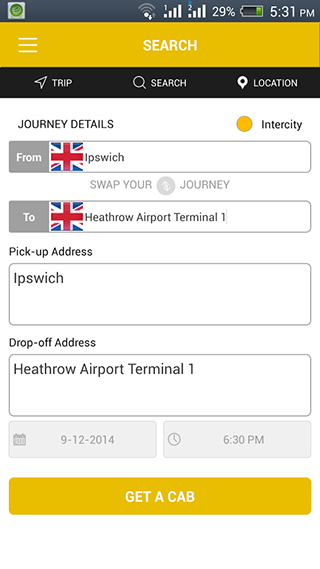 29% 5:31 PM
SEARCH
TRIP SEARCH LOCATION
JOURNEY DETAILS Intercity
From Ipswich
SWAP YOUR JOURNEY
To Heathrow Airport Terminal 1
Pick-up Address
Ipswich
Drop-off Address
Heathrow Airport Terminal 1
9-12-2014 6:30 PM
GET A CAB